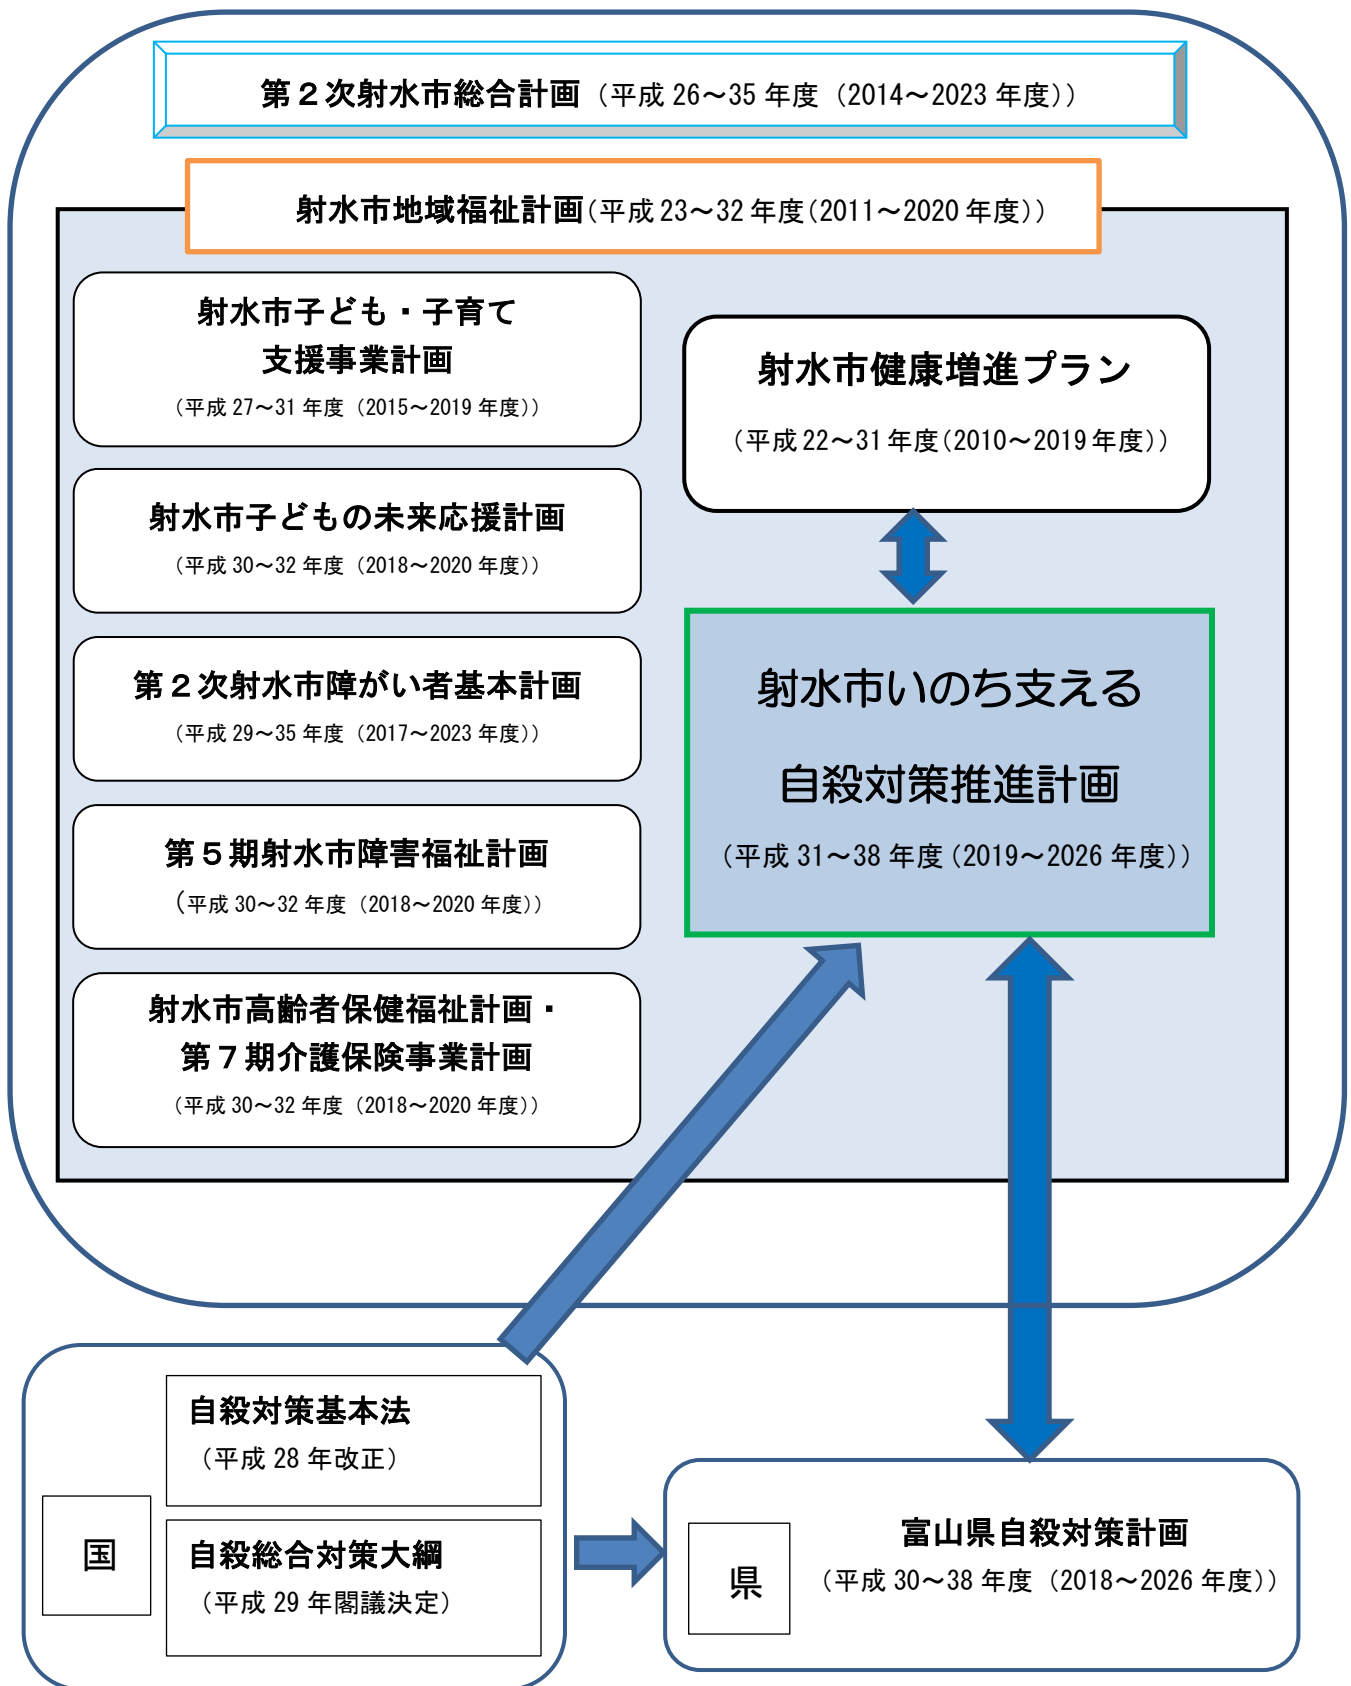 第２次射水市総合計画（平成 26～35 年度（2014～2023 年度））
射水市地域福祉計画（平成 23～32 年度（2011～2020 年度））
射水市子ども・子育て
支援事業計画
（平成 27～31 年度（2015～2019 年度））
射水市子どもの未来応援計画
（平成 30～32 年度（2018～2020 年度））
第２次射水市障がい者基本計画
（平成 29～35 年度（2017～2023 年度））
第５期射水市障害福祉計画
（平成 30～32 年度（2018～2020 年度））
射水市高齢者保健福祉計画・
第７期介護保険事業計画
（平成 30～32 年度（2018～2020 年度））
射水市健康増進プラン
（平成 22～31 年度（2010～2019 年度））
射水市いのち支える
自殺対策推進計画
（平成 31～38 年度（2019～2026 年度））
国
自殺対策基本法
（平成 28 年改正）
自殺総合対策大綱
（平成 29 年閣議決定）
県
富山県自殺対策計画
（平成 30～38 年度（2018～2026 年度））